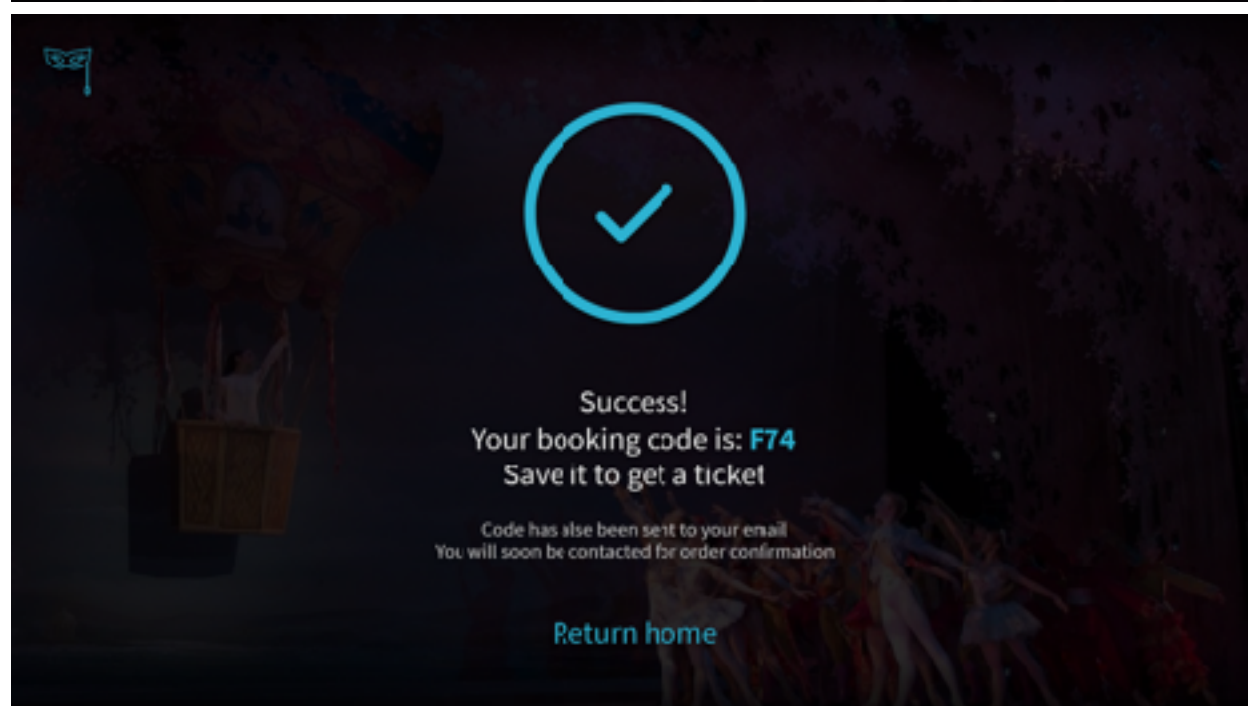 Success!
Your booking code is: F74
Save it to get a ticket
Code has also been sent to your email
You will soon be contacted for order confirmation
Return home